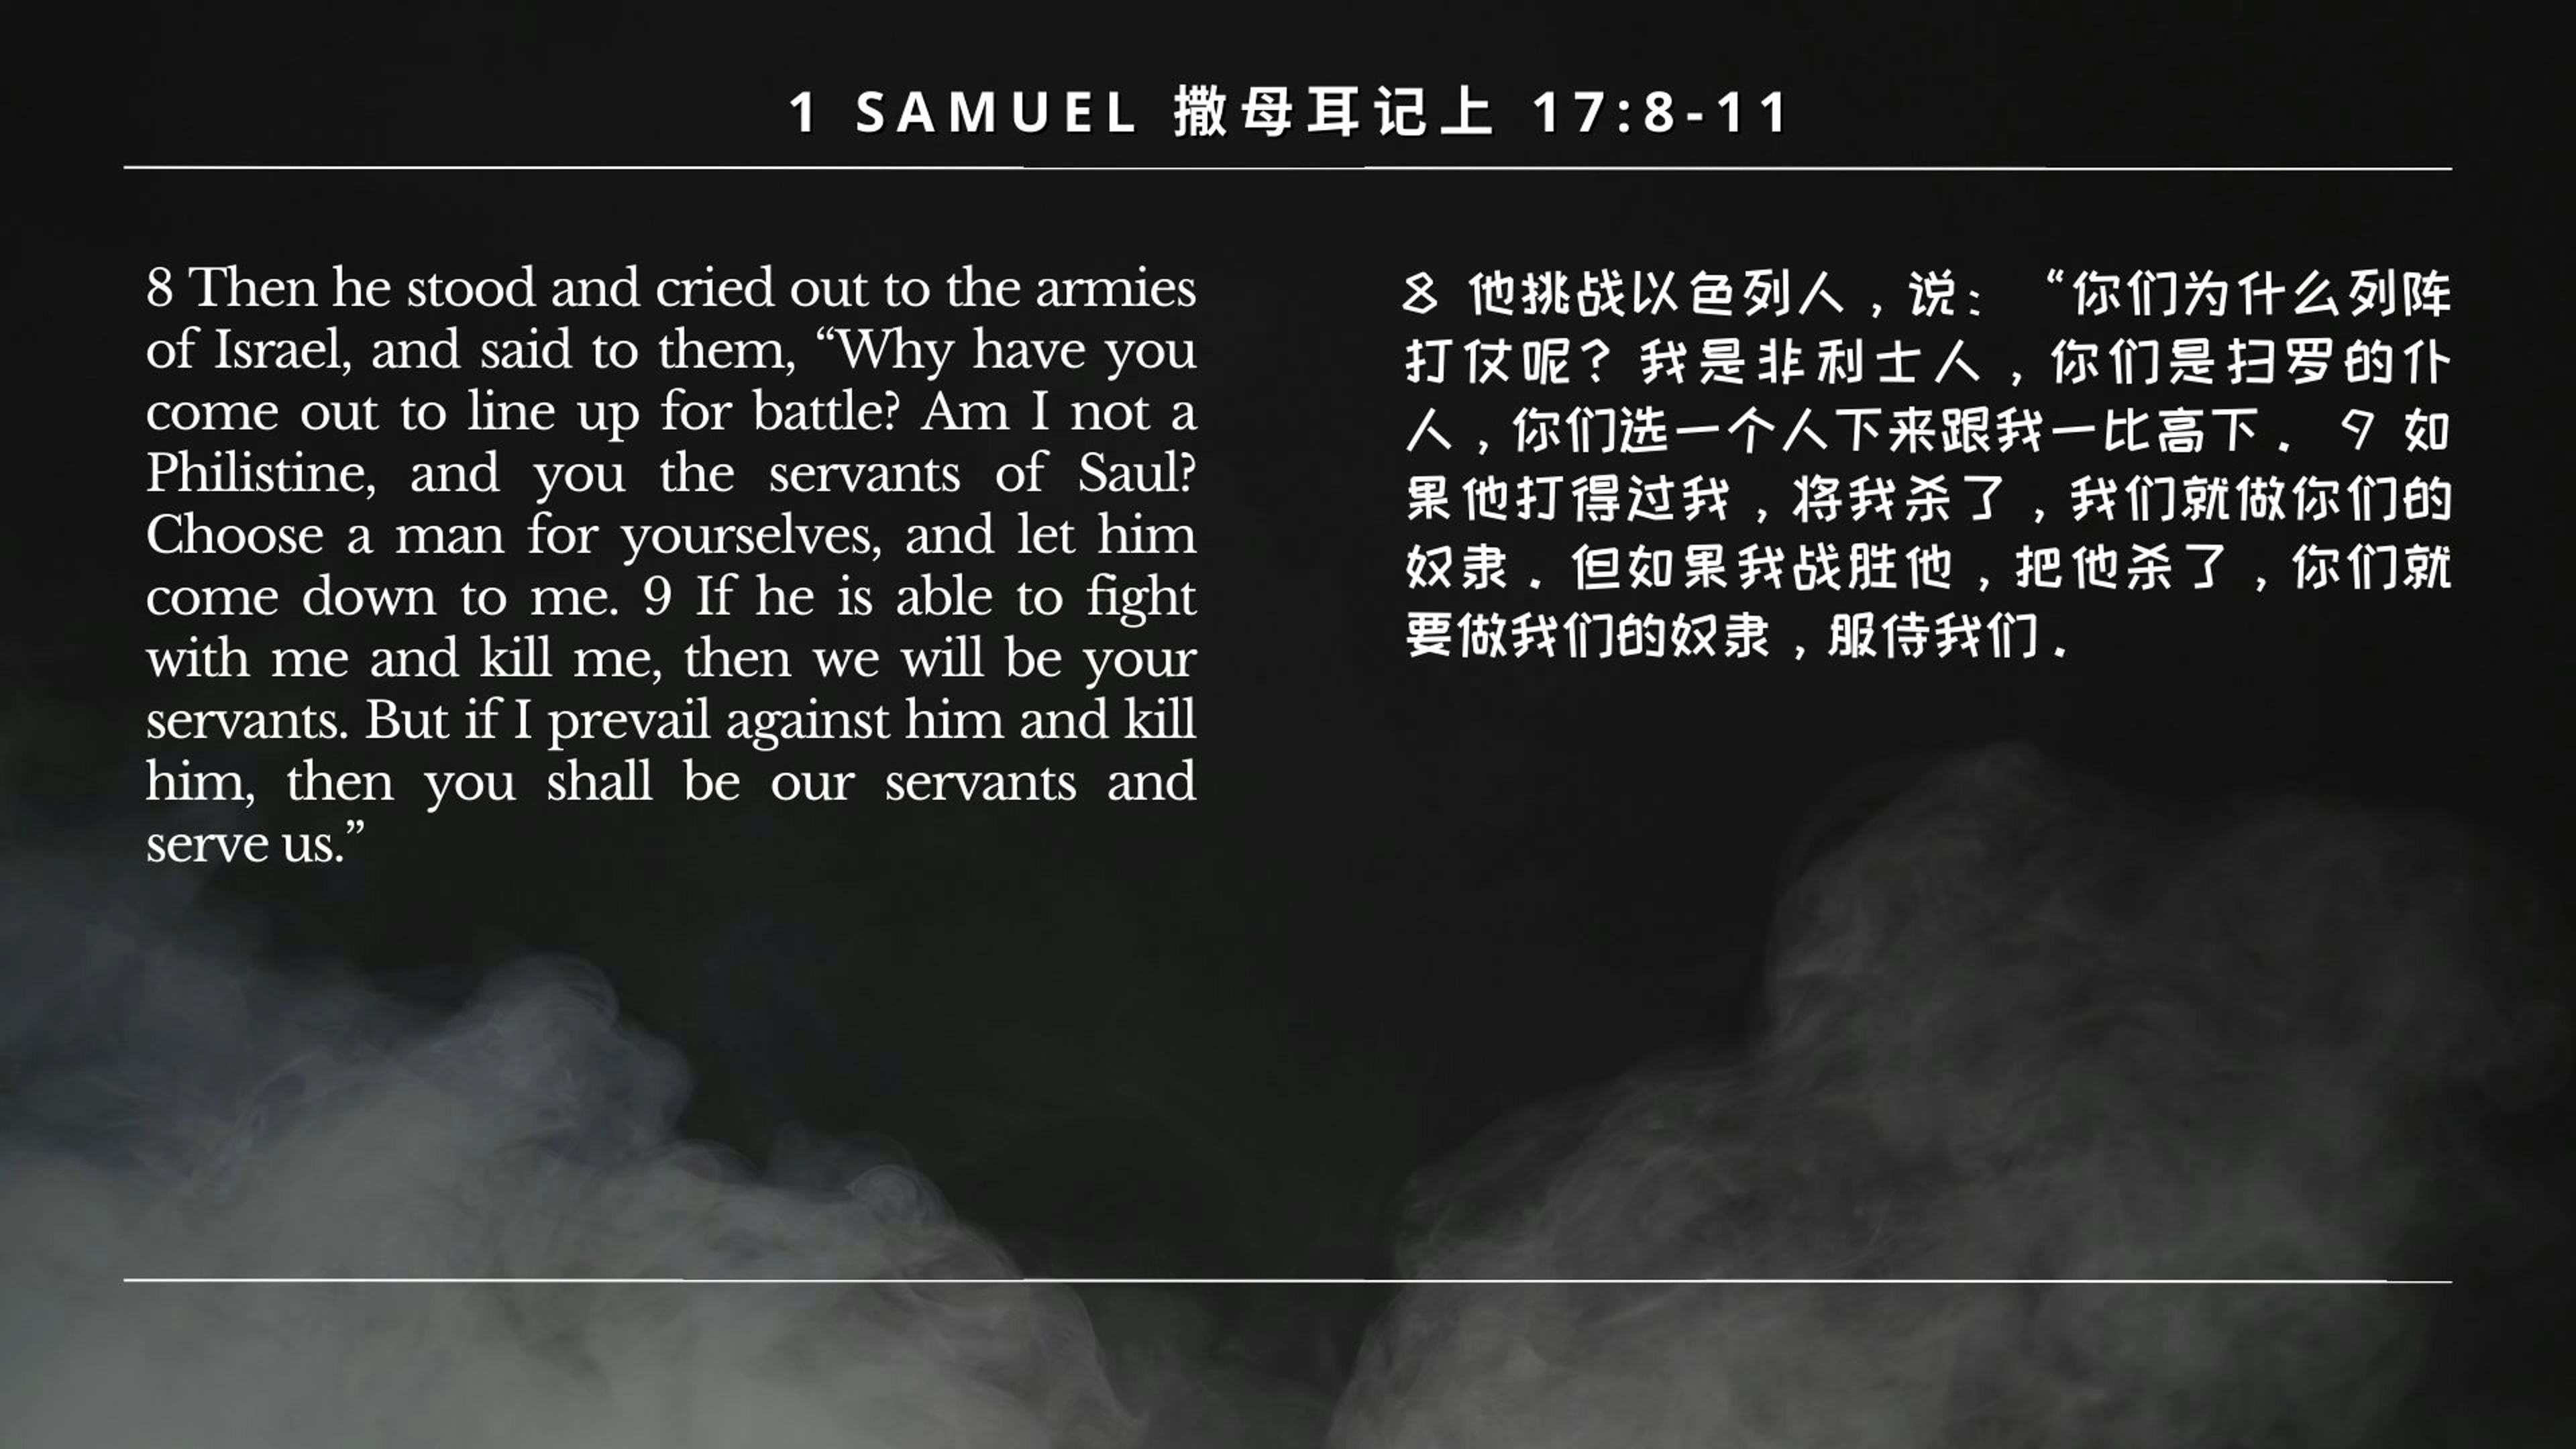 1 SAMUEL 撒母耳记上 17:8-11
8 Then he stood and cried out to the armies
of Israel, and said to them, “Why have you
come out to line up for battle? Am I not a
Philistine, and you the servants of Saul?
Choose a man for yourselves, and let him
come down to me. 9 If he is able to fight
with me and kill me, then we will be your
servants. But if I prevail against him and kill
him, then you shall be our servants and
serve us.”
8 他挑战以色列人，说：“你们为什么列阵
打仗呢？我是非利士人，你们是扫罗的仆
人，你们选一个人下来跟我一比高下．9 如
果他打得过我，将我杀了，我们就做你们的
奴隶．但如果我战胜他，把他杀了，你们就
要做我们的奴隶，服侍我们．